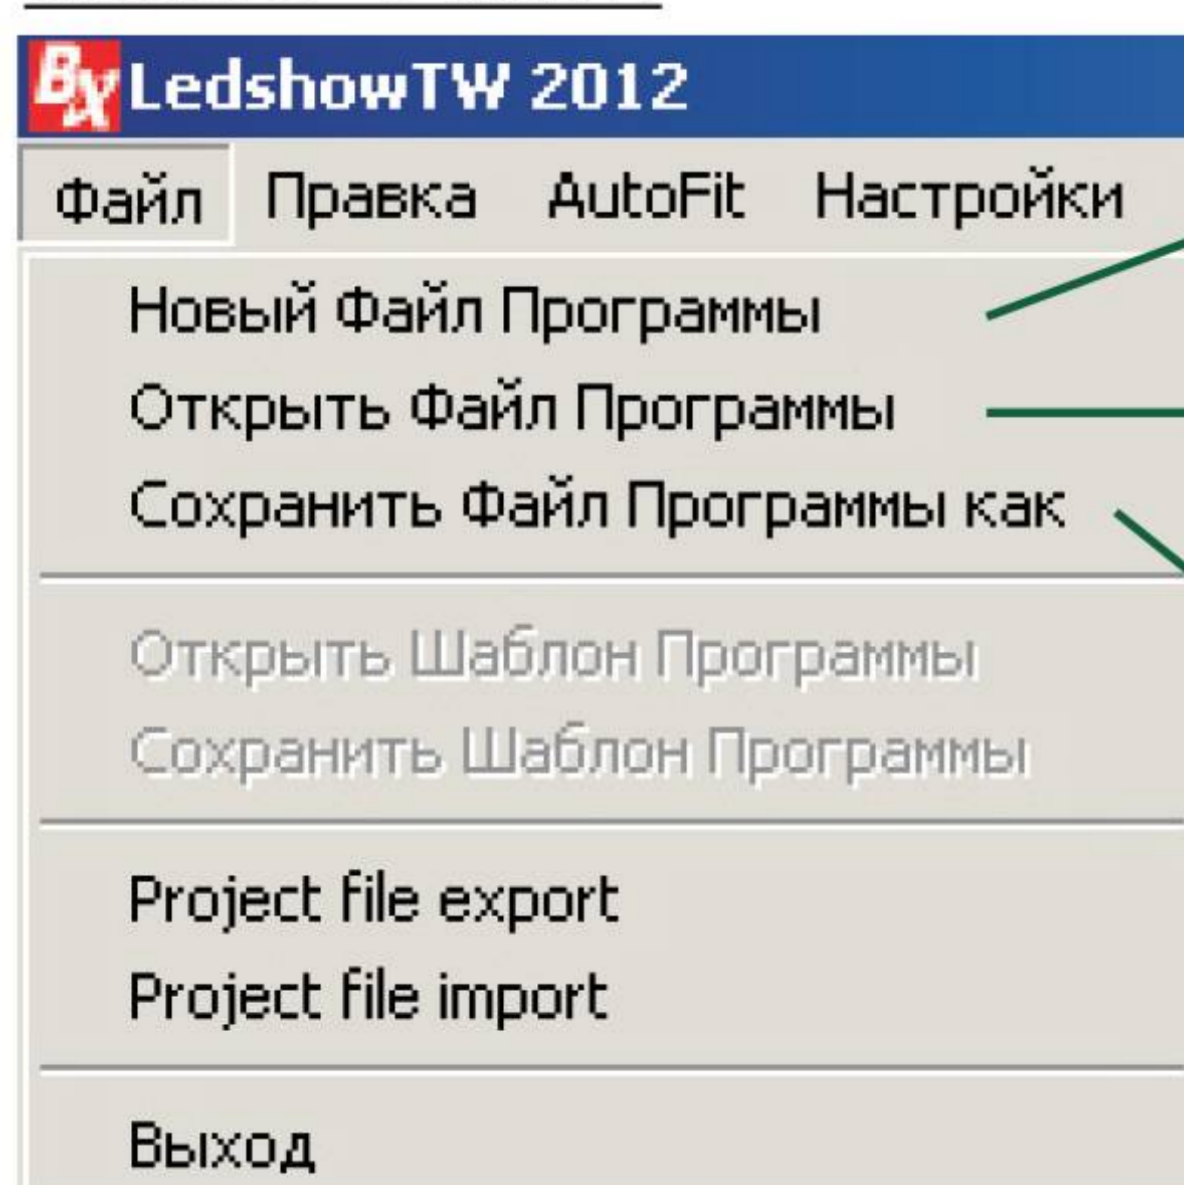 BX LedshowTW 2012
Файл Правка AutoFit Настройки
Новый Файл Программы
Открыть Файл Программы
Сохранить Файл Программы как
Открыть Шаблон Программы
Сохранить Шаблон Программы
Project file export
Project file import
Выход